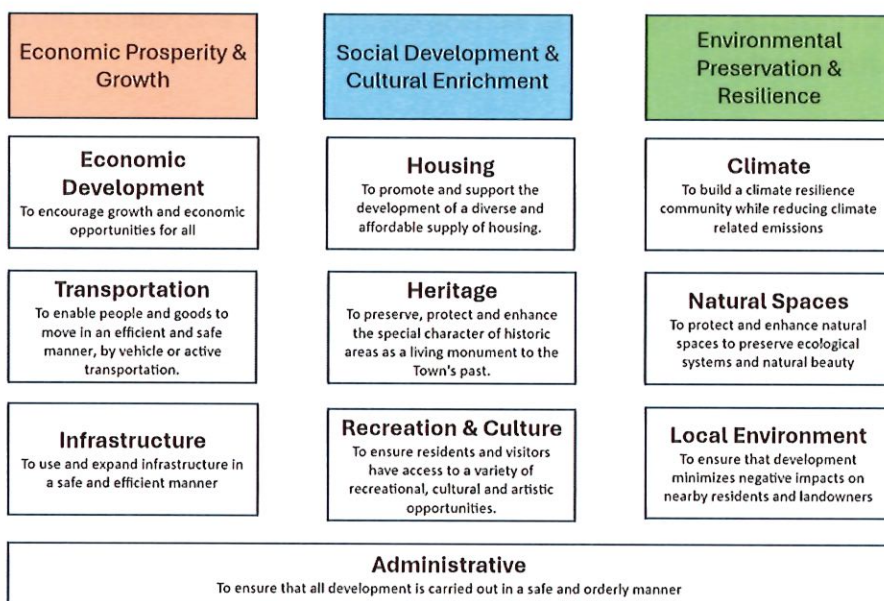 Economic Prosperity &
Growth
Social Development &
Cultural Enrichment
Environmental
Preservation &
Resilience
Economic
Development
To encourage growth and economic
opportunities for all
Housing
To promote and support the
development of a diverse and
affordable supply of housing.
Climate
To build a climate resilience
community while reducing climate
related emissions
Transportation
To enable people and goods to
move in an efficient and safe
manner, by vehicle or active
transportation.
Heritage
To preserve, protect and enhance
the special character of historic
areas as a living monument to the
Town's past.
Natural Spaces
To protect and enhance natural
spaces to preserve ecological
systems and natural beauty
Infrastructure
To use and expand infrastructure in
a safe and efficient manner
Recreation & Culture
To ensure residents and visitors
have access to a variety of
recreational, cultural and artistic
opportunities.
Local Environment
To ensure that development
minimizes negative impacts on
nearby residents and landowners
Administrative
To ensure that all development is carried out in a safe and orderly manner